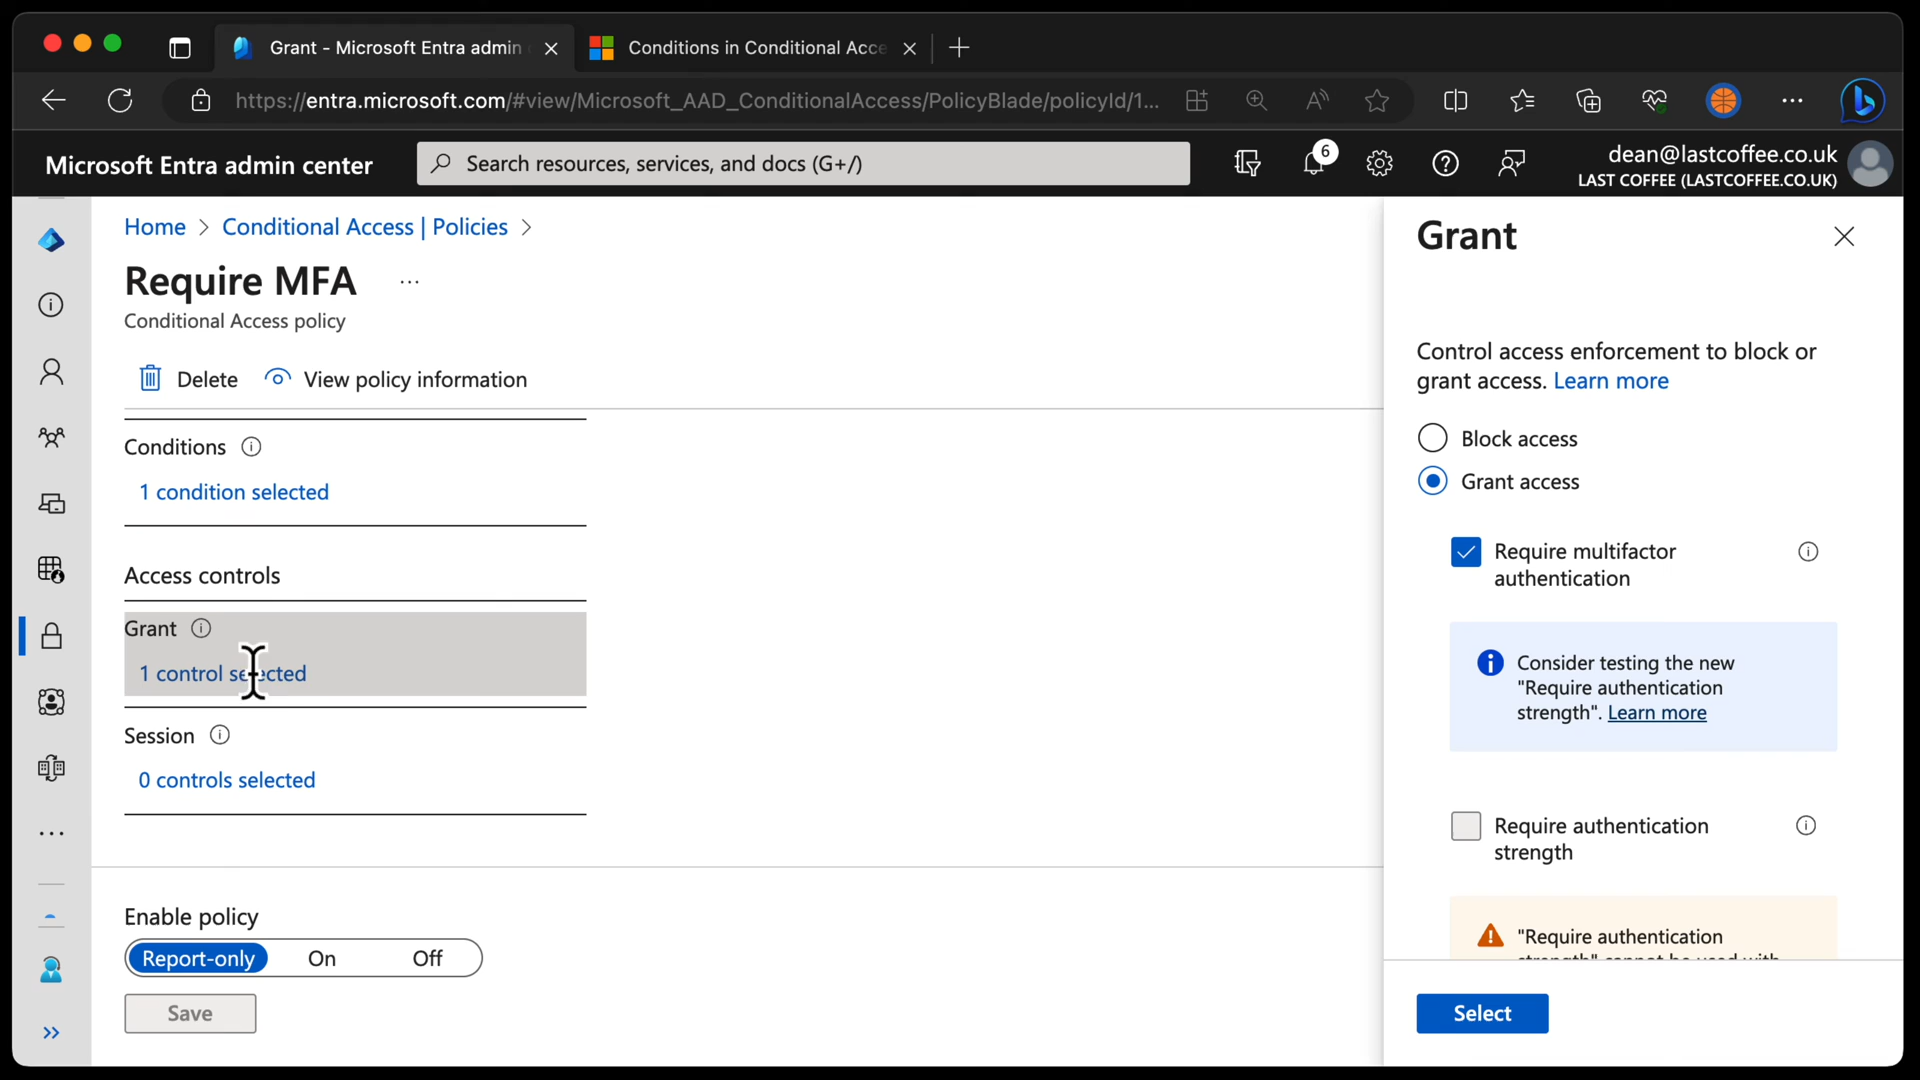 Grant - Microsoft Entra admin
Conditions in Conditional Acce
https://entra.microsoft.com/#view/Microsoft_AAD_ConditionalAccess/PolicyBlade/policyId/1...
Microsoft Entra admin center
Search resources, services, and docs (G+/)
6
dean@lastcoffee.co.uk
LAST COFFEE (LASTCOFFEE.CO.UK)
Home > Conditional Access | Policies >
Require MFA ...
Conditional Access policy
Delete
View policy information
Conditions
1 condition selected
Access controls
Grant
1 control selected
Session
0 controls selected
Enable policy
Report-only On Off
Save
Grant
Control access enforcement to block or
grant access. Learn more
Block access
Grant access
Require multifactor
authentication
Consider testing the new
"Require authentication
strength". Learn more
Require authentication
strength
"Require authentication
strength" cannot be used with
Select